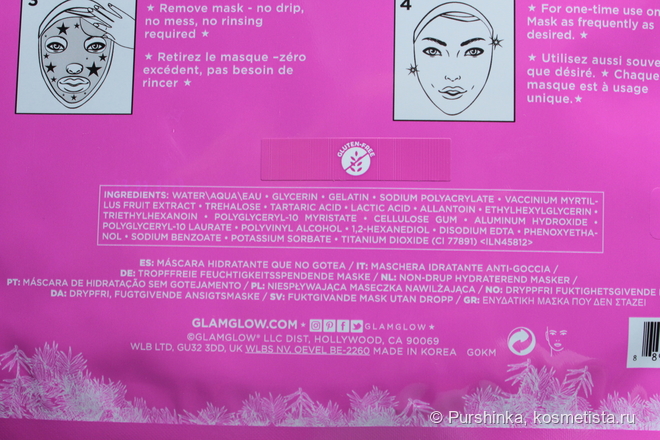 3
★ Remove mask - no drip,
no mess, no rinsing
required ★
★ Retirez le masque –zéro
excédent, pas besoin de
rincer ★
4
★ For one-time use on
Mask as frequently as
desired. ★
★ Utilisez aussi souve
que désiré. ★ Chaque
masque est à usage
unique.★
GLUTEN-FREE
INGREDIENTS: WATER\AQUA\EAU • GLYCERIN • GELATIN • SODIUM POLYACRYLATE • VACCINIUM MYRTIL-
LUS FRUIT EXTRACT • TREHALOSE • TARTARIC ACID • LACTIC ACID • ALLANTOIN • ETHYLHEXYLGLYCERIN •
TRIETHYLHEXANOIN • POLYGLYCERYL-10 MYRISTATE • CELLULOSE GUM • ALUMINUM HYDROXIDE •
POLYGLYCERYL-10 LAURATE • POLYVINYL ALCOHOL • 1,2-HEXANEDIOL • DISODIUM EDTA • PHENOXYETHA-
NOL • SODIUM BENZOATE • POTASSIUM SORBATE • TITANIUM DIOXIDE (CI 77891) <ILN45812>
ES: MÁSCARA HIDRATANTE QUE NO GOTEA / IT: MASCHERA IDRATANTE ANTI-GOCCIA /
DE: TROPFFREIE FEUCHTIGKEITSSPENDENDE MASKE / NL: NON-DRUP HYDRATEREND MASKER /
PT: MÁSCARA DE HIDRATAÇÃO SEM GOTEJAMENTO / PL: NIESPŁYWAJĄCA MASECZKA NAWILŻAJĄCA / NO: DRYPPFRI FUKTIGHETSGIVENDE
DA: DRYPFRI, FUGTGIVENDE ANSIGTSMASKE / SV: FUKTGIVANDE MASK UTAN DROPP / GR: ΕΝΥΔΑΤΙΚΗ ΜΑΣΚΑ ΠΟΥ ΔΕΝ ΣΤΑΖΕΙ
GLAMGLOW.COM ★ GLAMGLOW ★
©GLAMGLOW® LLC DIST, HOLLYWOOD, CA 90069
WLB LTD, GU32 3DD, UK WLBS NV, OEVEL BE-2260 MADE IN KOREA G0KM
© Purshinka, kosmetista.ru